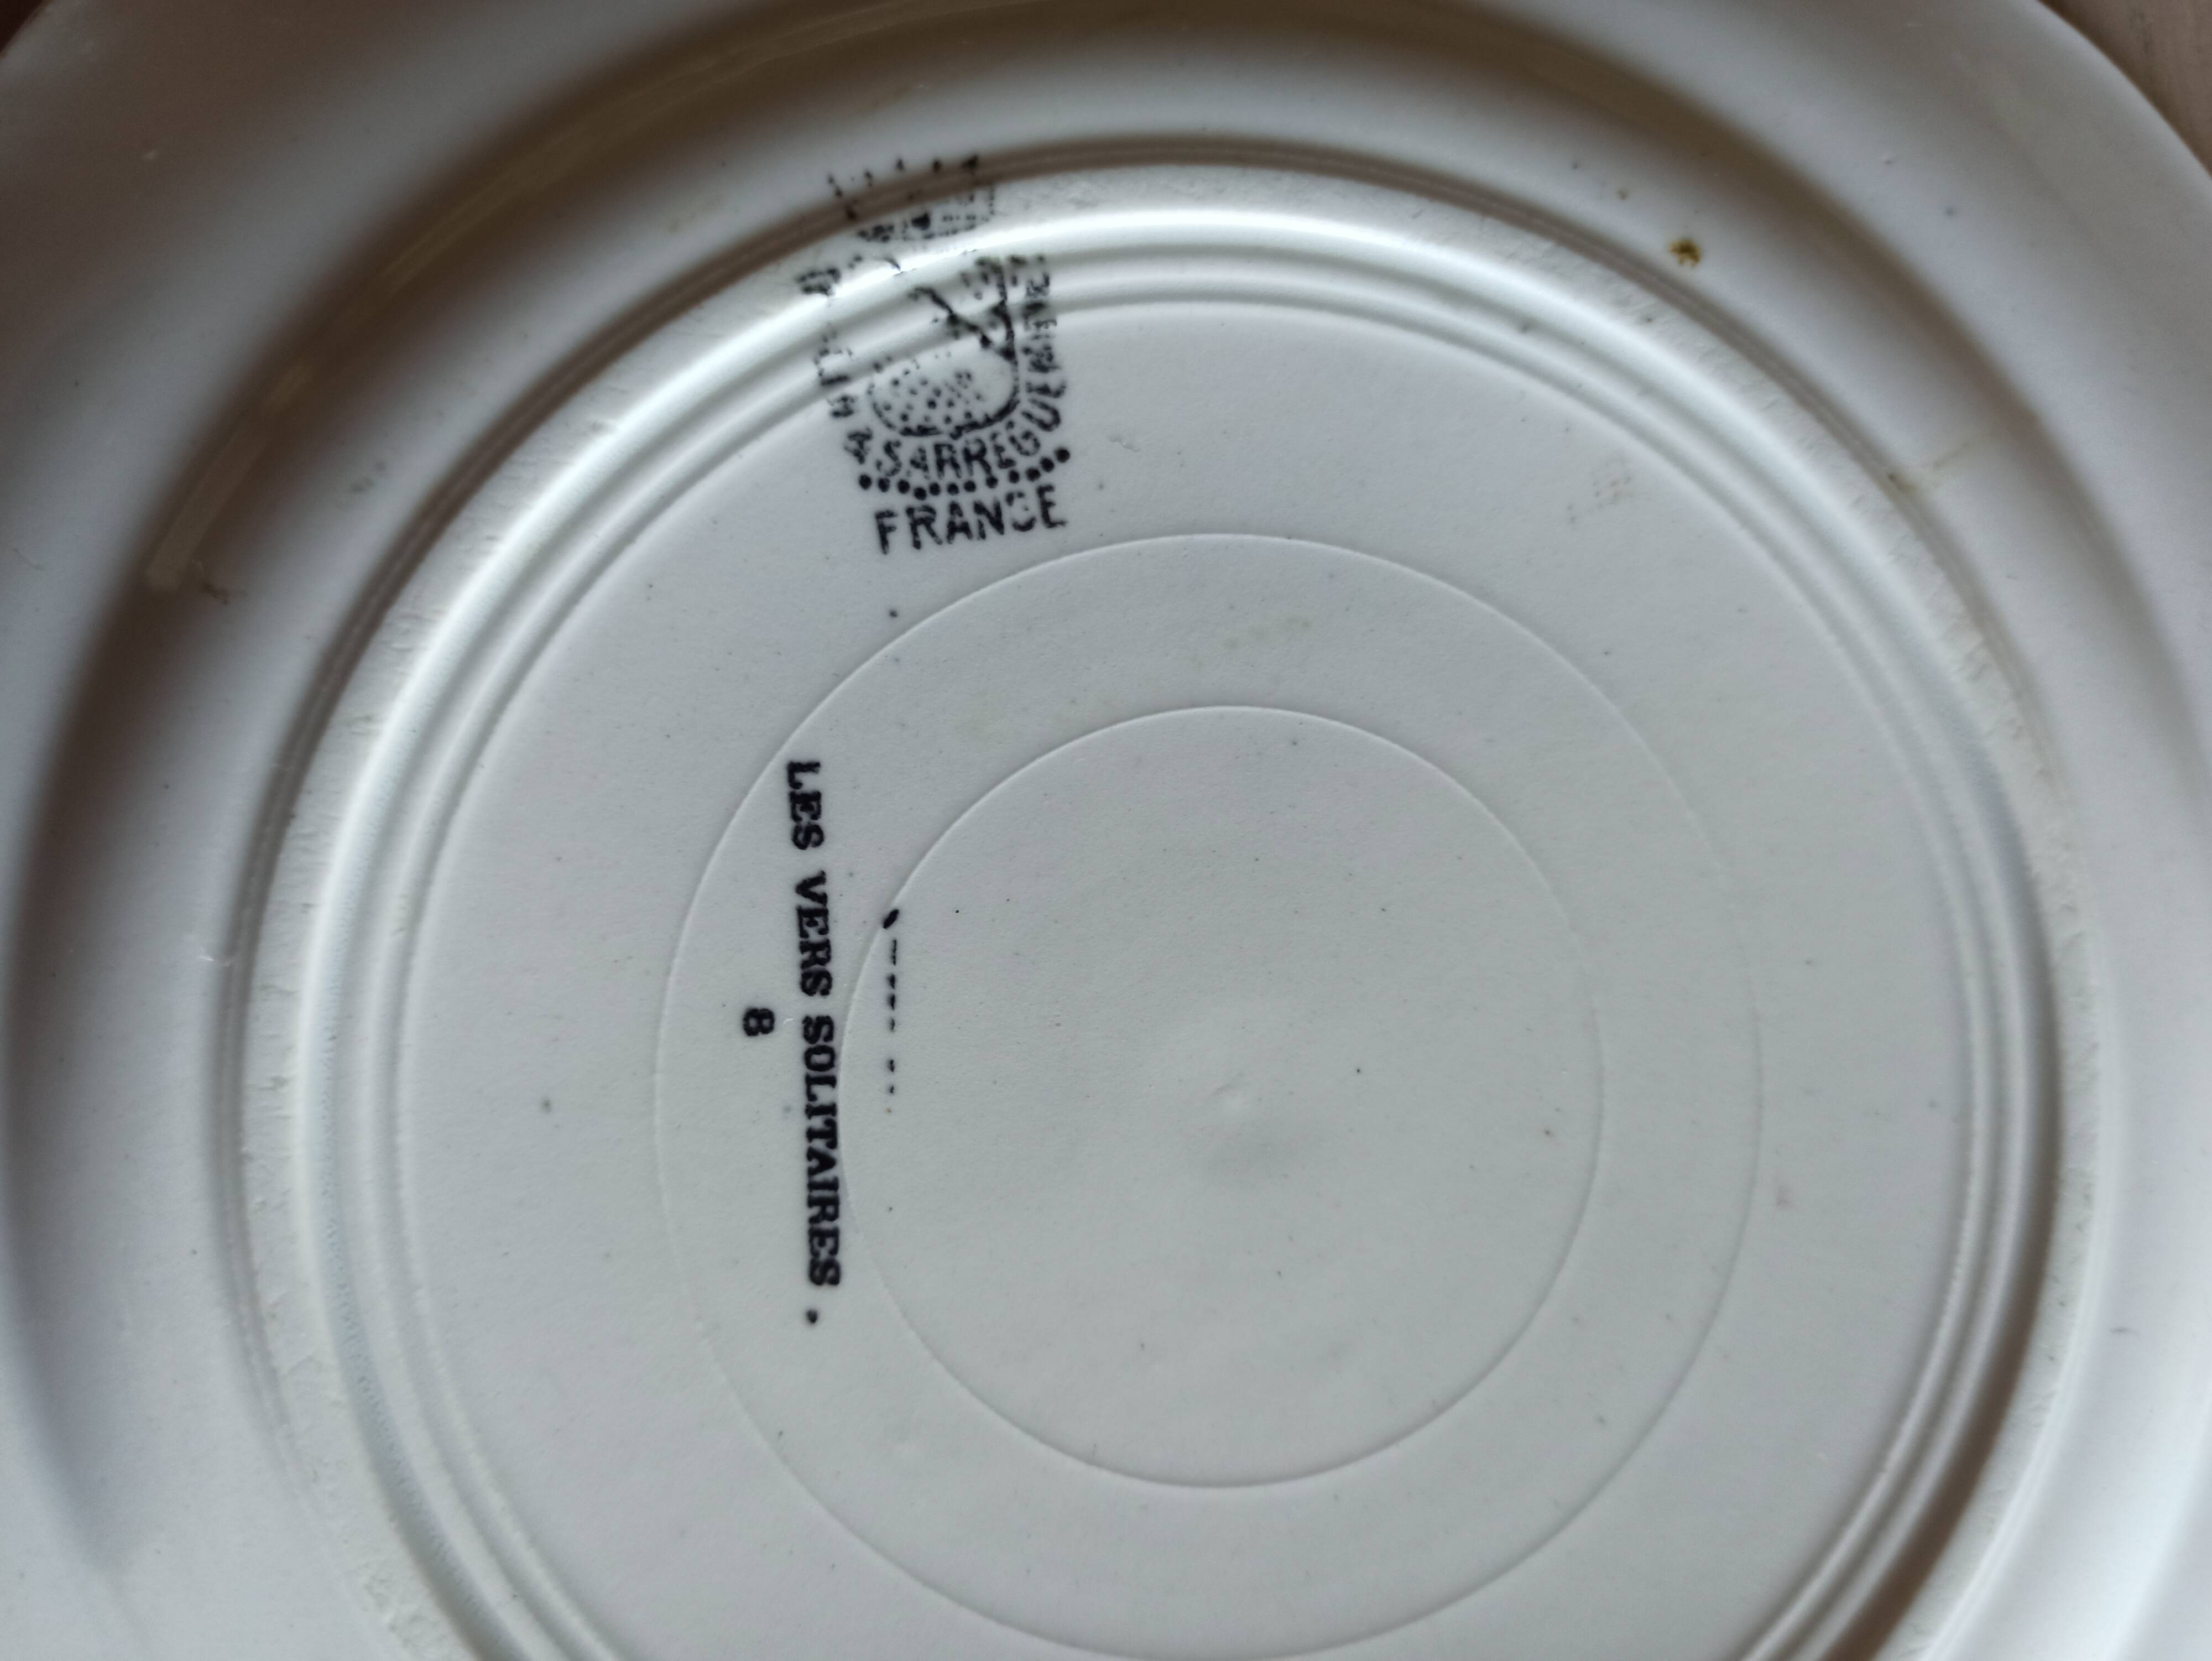 SARREGUEMINES
FRANCE
LES VERS SOLITAIRES .
8